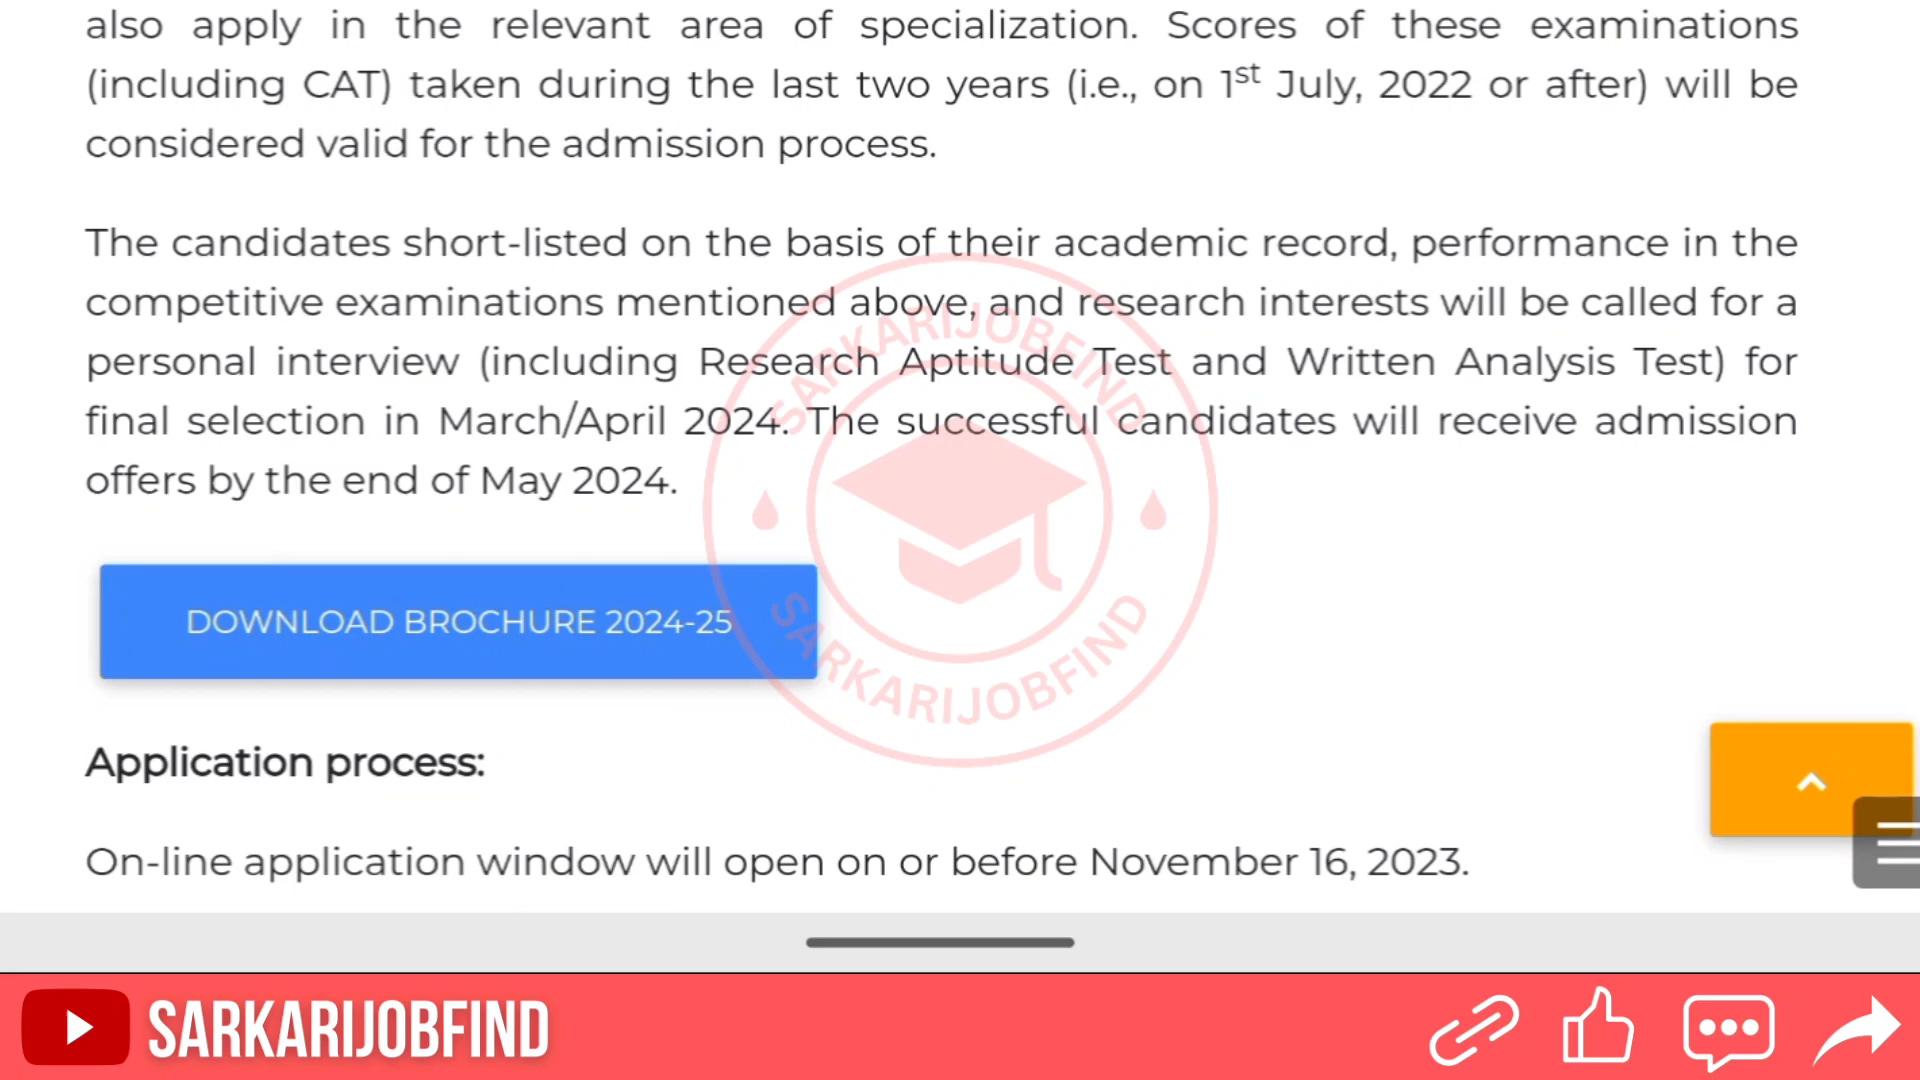 also apply in the relevant area of specialization. Scores of these examinations
(including CAT) taken during the last two years (i.e., on 1st July, 2022 or after) will be
considered valid for the admission process.
The candidates short-listed on the basis of their academic record, performance in the
competitive examinations mentioned above, and research interests will be called for a
personal interview (including Research Aptitude Test and Written Analysis Test) for
final selection in March/April 2024. The successful candidates will receive admission
offers by the end of May 2024.
SARKARIJOBFIND
SARKARIJOBFIND
DOWNLOAD BROCHURE 2024-25
Application process:
On-line application window will open on or before November 16, 2023.
SARKARIJOBFIND